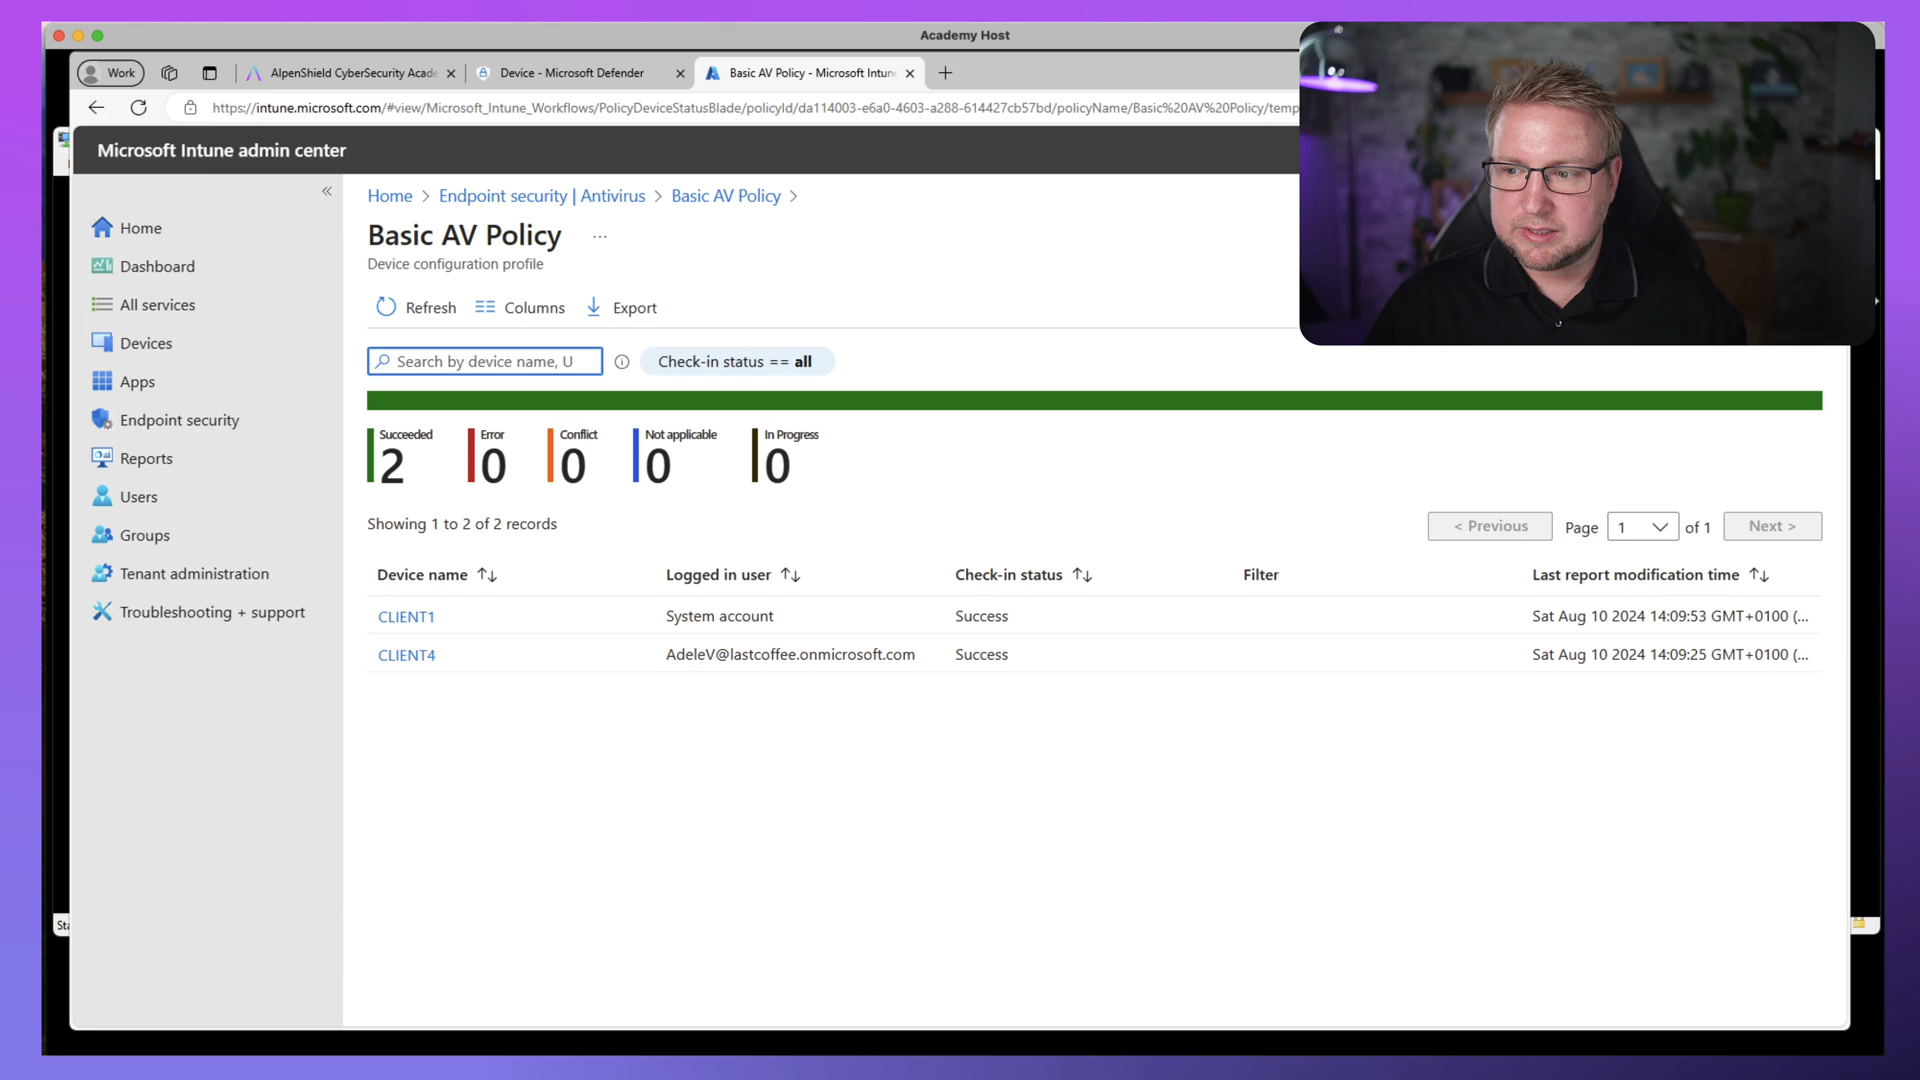 Academy Host
Work
AlpenShield CyberSecurity Acade
Device - Microsoft Defender
Basic AV Policy - Microsoft Intune
https://intune.microsoft.com/#view/Microsoft_Intune_Workflows/PolicyDeviceStatusBlade/policyId/da114003-e6a0-4603-a288-614427cb57bd/policyName/Basic%20AV%20Policy/temp
Microsoft Intune admin center
«
Home
Dashboard
All services
Devices
Apps
Endpoint security
Reports
Users
Groups
Tenant administration
Troubleshooting + support
Home > Endpoint security | Antivirus > Basic AV Policy >
Basic AV Policy ...
Device configuration profile
Refresh Columns Export
Search by device name, U
Check-in status == all
Succeeded Error Conflict Not applicable In Progress
2 0 0 0 0
Showing 1 to 2 of 2 records
< Previous Page 1 of 1 Next >
Device name Logged in user Check-in status Filter Last report modification time
CLIENT1 System account Success Sat Aug 10 2024 14:09:53 GMT+0100 (...
CLIENT4 AdeleV@lastcoffee.onmicrosoft.com Success Sat Aug 10 2024 14:09:25 GMT+0100 (...
Sta